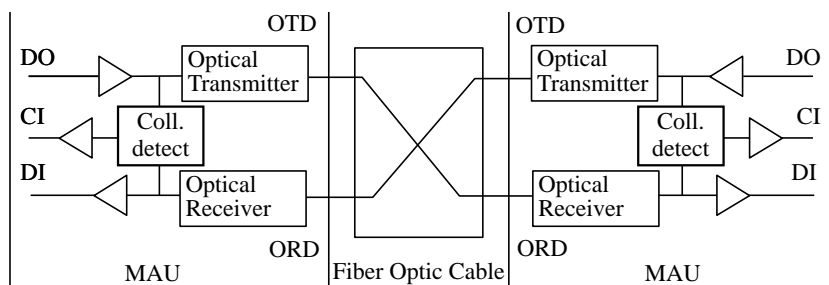 OTD
OTD
DO
Optical
Transmitter
Optical
Transmitter
DO
CI
Coll.
detect
Coll.
detect
CI
DI
Optical
Receiver
Optical
Receiver
DI
ORD
ORD
MAU
Fiber Optic Cable
MAU